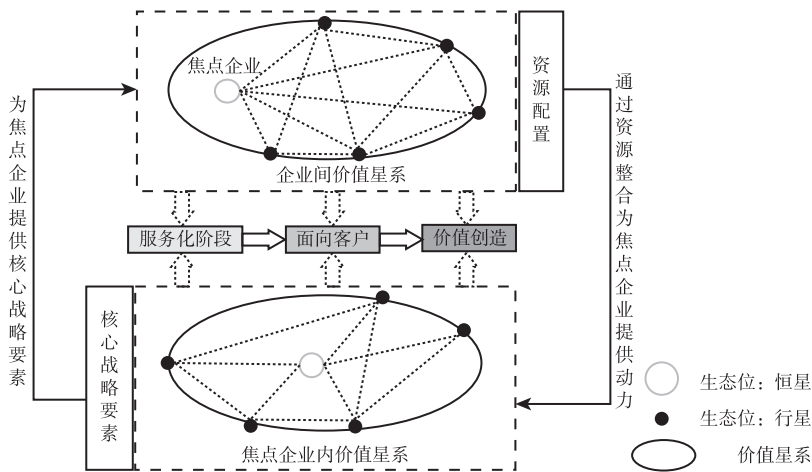 焦点企业
企业间价值星系
资源配置
为焦点企业提供核心战略要素
通过资源整合为焦点企业提供动力
服务化阶段
面向客户
价值创造
核心战略要素
焦点企业内价值星系
生态位：恒星
生态位：行星
价值星系